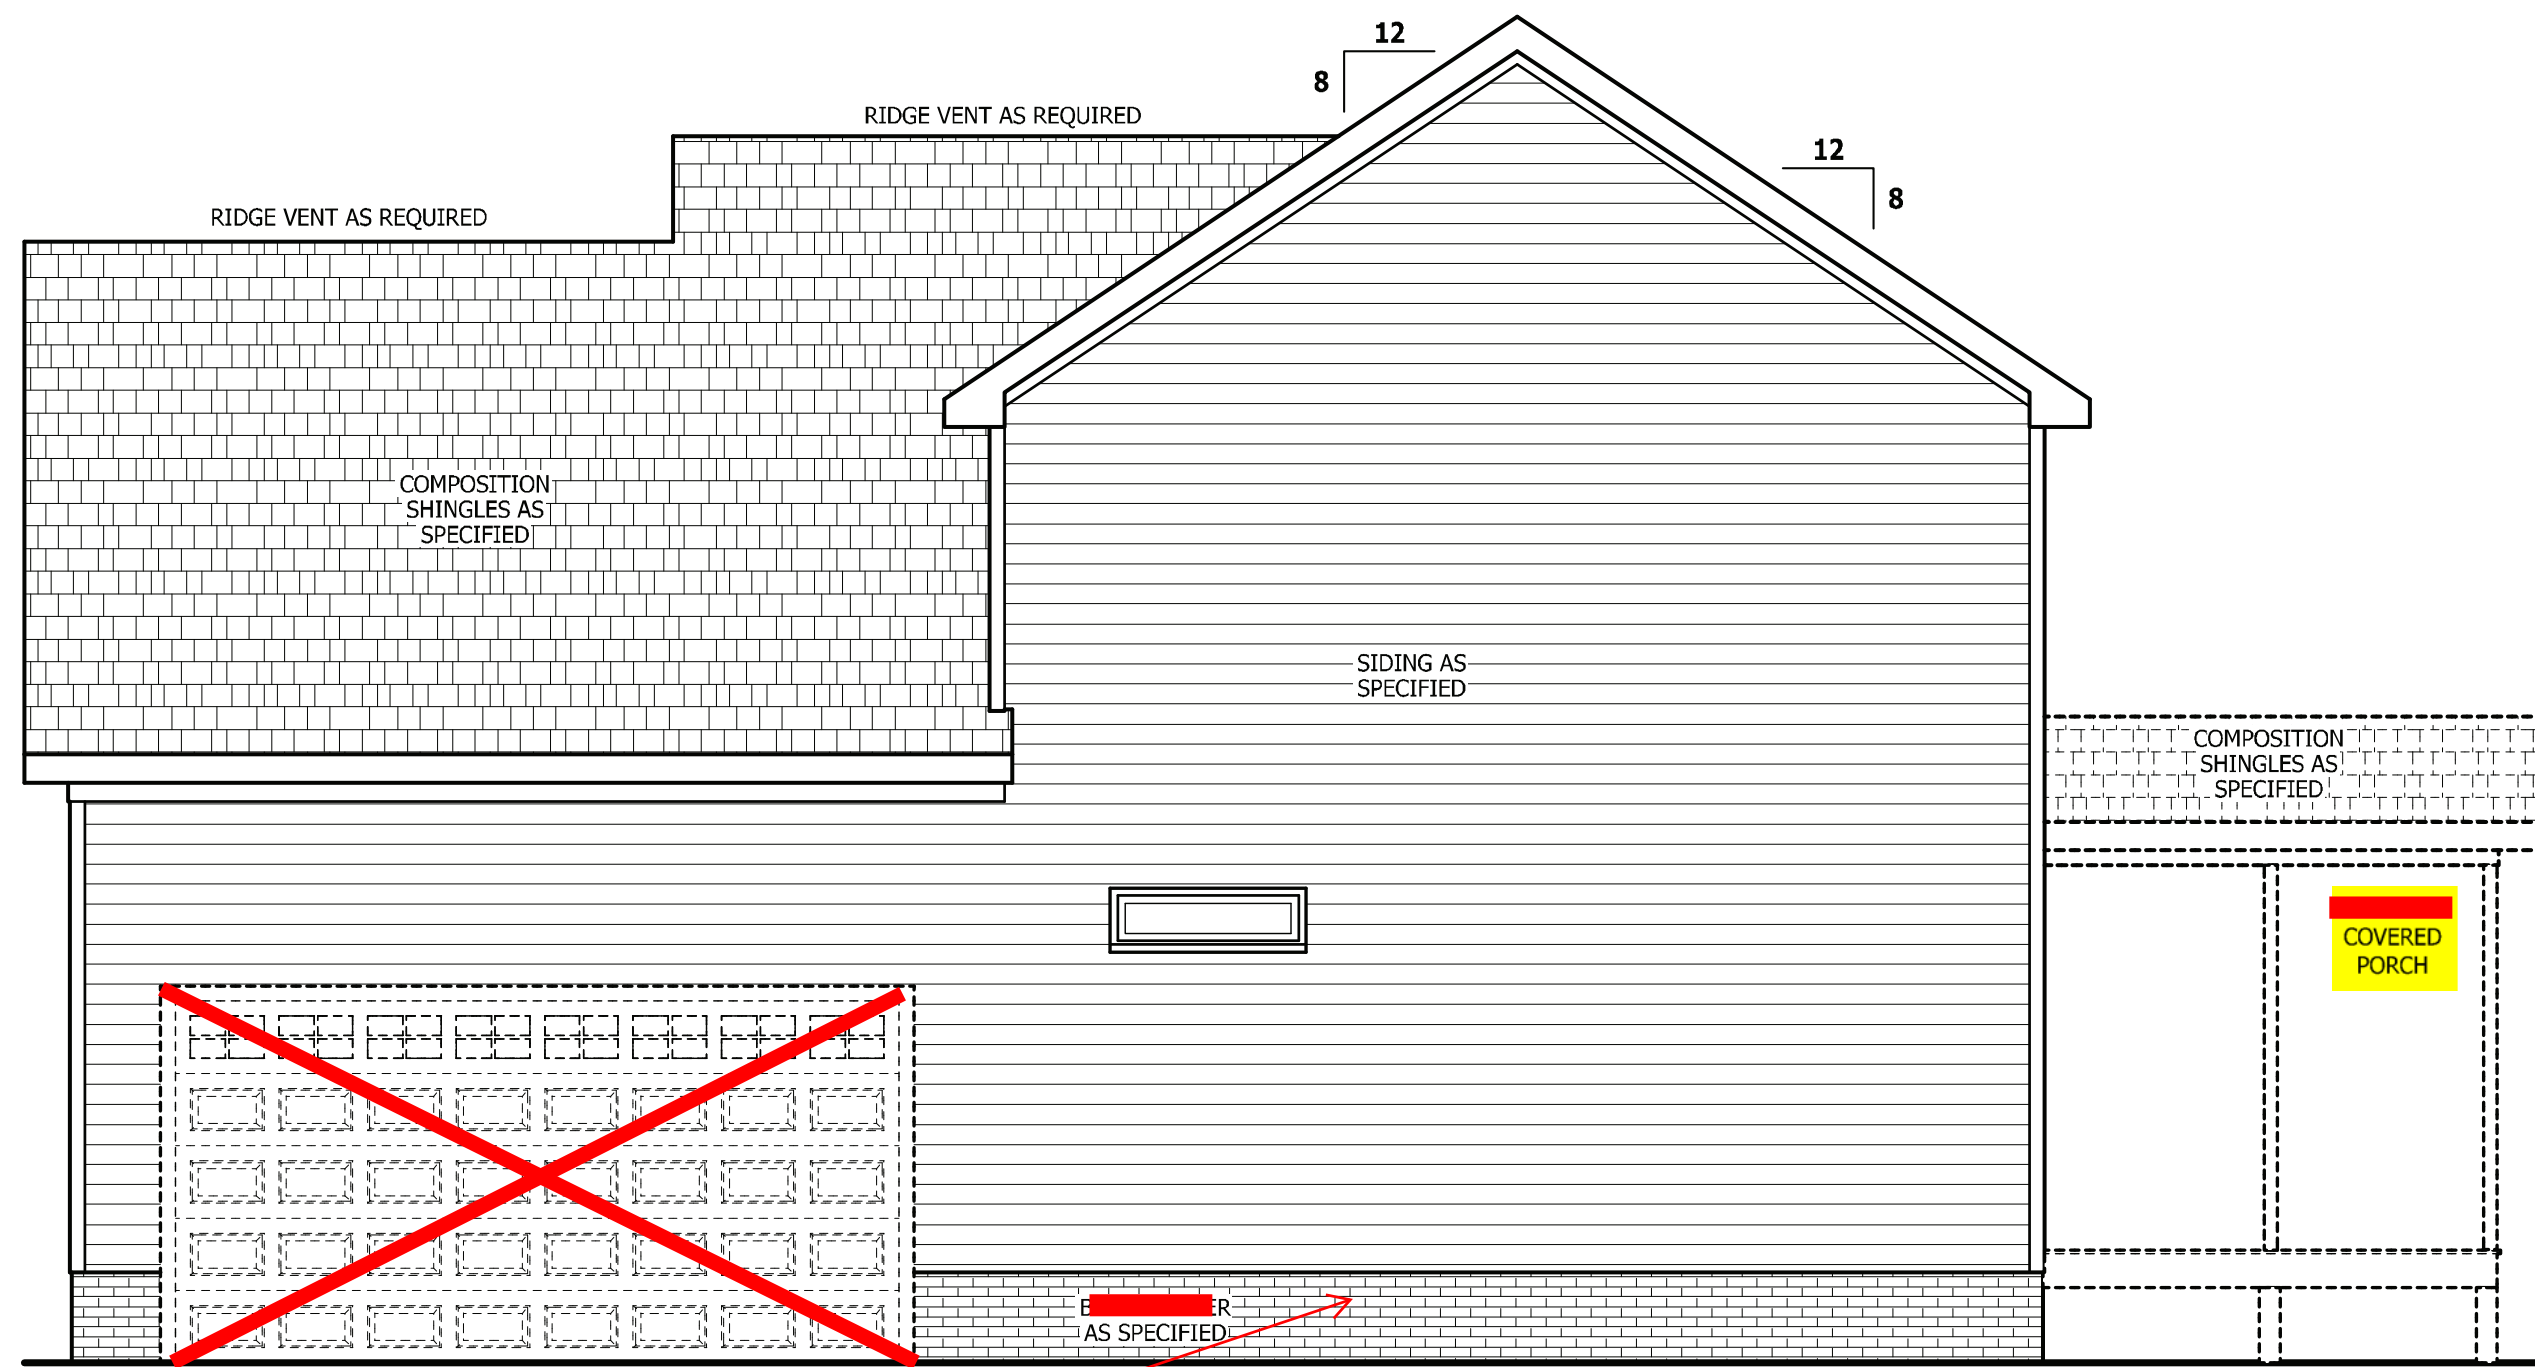 12
8
RIDGE VENT AS REQUIRED
12
8
RIDGE VENT AS REQUIRED
COMPOSITION
SHINGLES AS
SPECIFIED
SIDING AS
SPECIFIED
COMPOSITION
SHINGLES AS
SPECIFIED
COVERED
PORCH
AS SPECIFIED